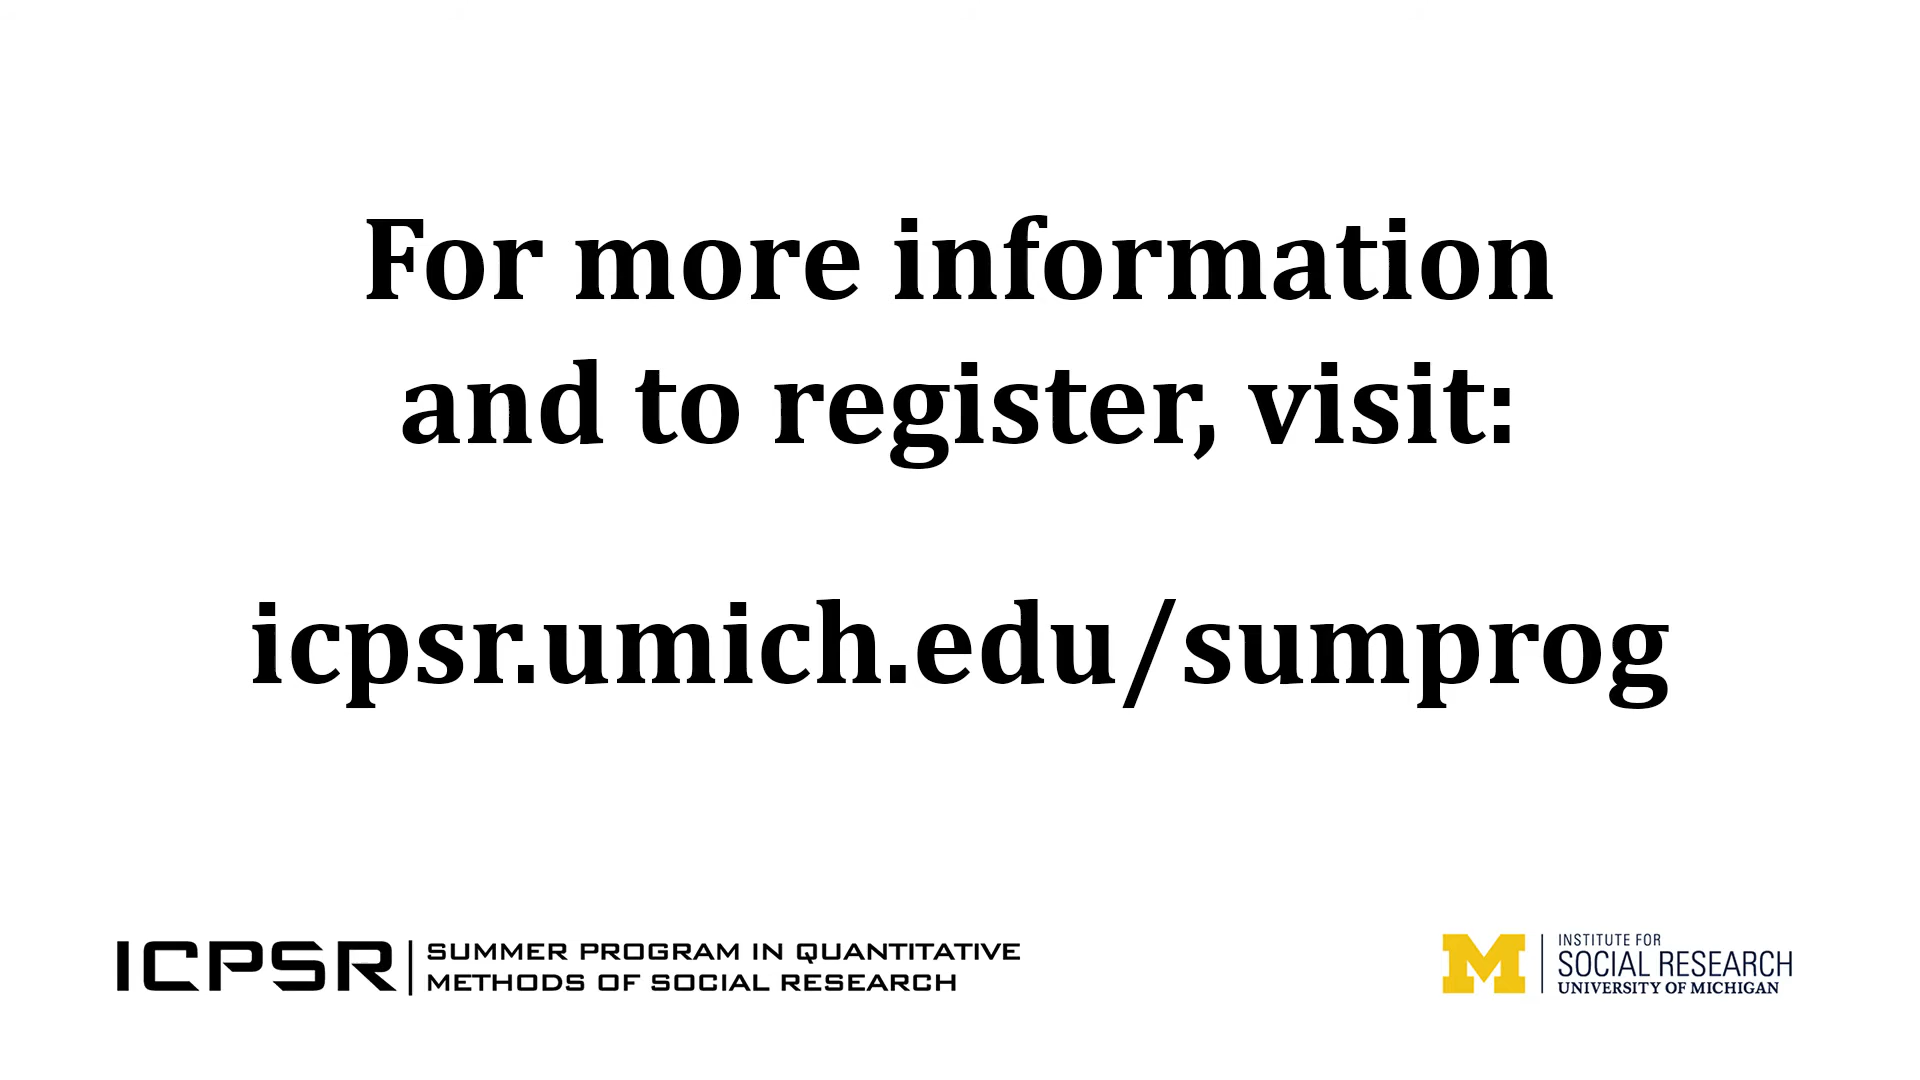 For more information
and to register, visit:
icpsr.umich.edu/sumprog
ICPSR
SUMMER PROGRAM IN QUANTITATIVE
METHODS OF SOCIAL RESEARCH
M
INSTITUTE FOR
SOCIAL RESEARCH
UNIVERSITY OF MICHIGAN